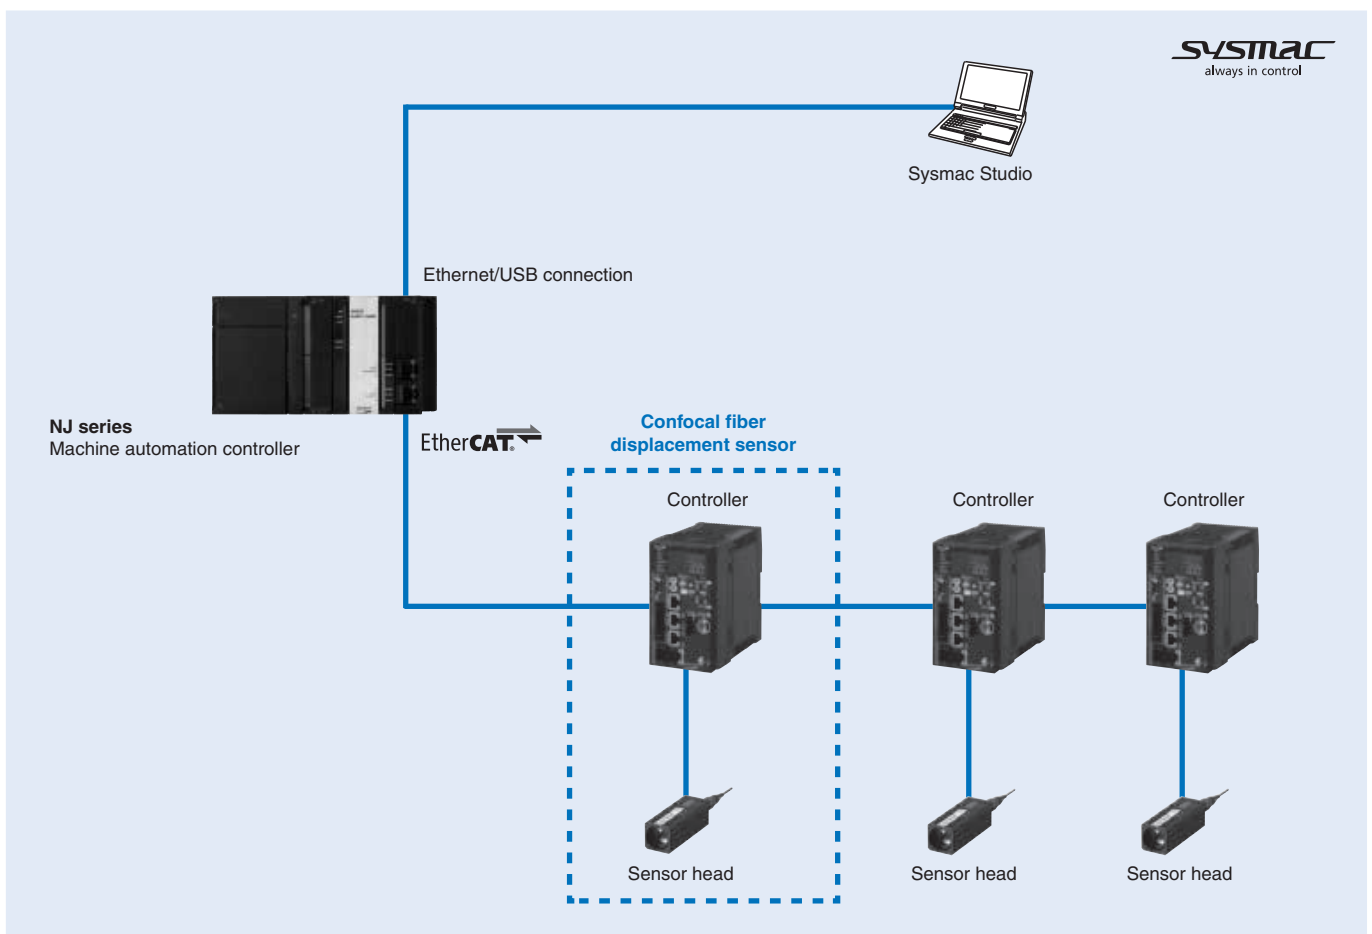 sysmac
always in control
Sysmac Studio
Ethernet/USB connection
NJ series
Machine automation controller
EtherCAT®
Confocal fiber
displacement sensor
Controller
Controller
Controller
Sensor head
Sensor head
Sensor head